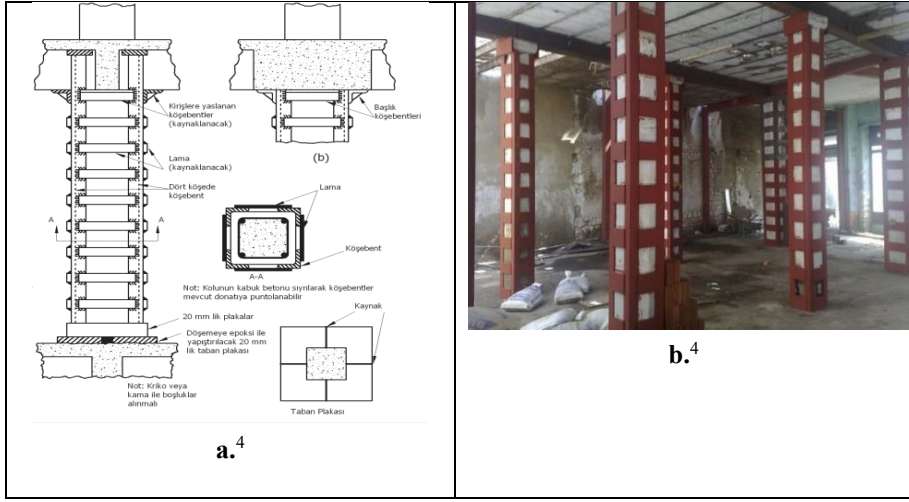 Kirişlere yaslanan
köşebentler
(kaynaklanacak)
Lama
(kaynaklanacak)
Dört köşede
köşebent
A
A
Başlık
köşebentleri
(b)
Lama
Köşebent
A-A
Not: Kolunun kabuk betonu sıyrılarak köşebentler
mevcut donatıya puntolanabilir
20 mm lik plakalar
Döşemeye epoksi ile
yapıştırılacak 20 mm
lik taban plakası
Not: Kriko veya
kama ile boşluklar
alınmalı
Kaynak
Taban Plakası
a.4
b.4